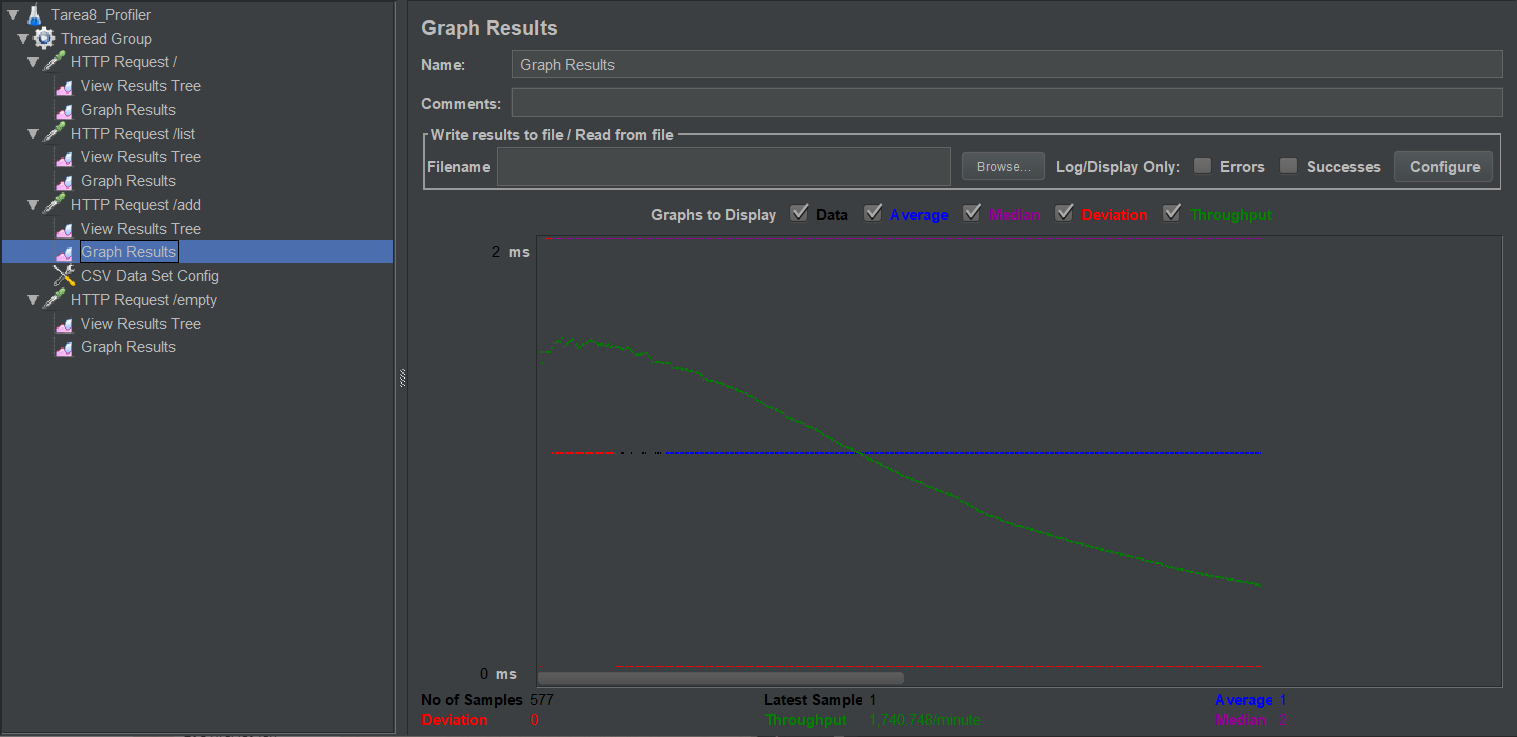 Tarea8_Profiler
Thread Group
HTTP Request /
View Results Tree
Graph Results
HTTP Request /list
View Results Tree
Graph Results
HTTP Request /add
View Results Tree
Graph Results
CSV Data Set Config
HTTP Request /empty
View Results Tree
Graph Results
Graph Results
Name: Graph Results
Comments:
Write results to file / Read from file
Filename Browse... Log/Display Only: Errors Successes Configure
Graphs to Display Data Average Median Deviation Throughput
2 ms
0 ms
No of Samples 577 Latest Sample 1 Average 1
Deviation 0 Throughput 1,740.748/minute Median 2